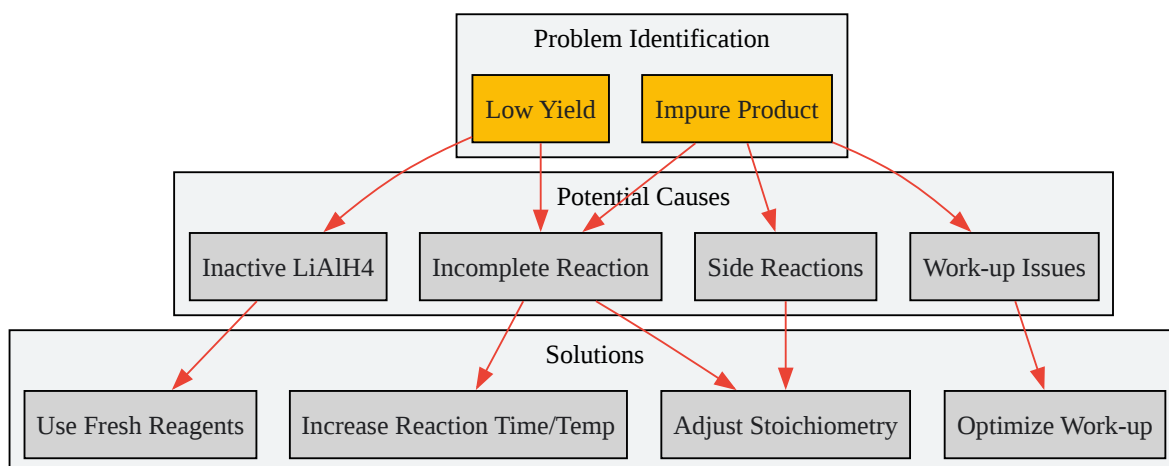 Problem Identification
Low Yield
Impure Product
Potential Causes
Inactive LiAlH4
Incomplete Reaction
Side Reactions
Work-up Issues
Solutions
Use Fresh Reagents
Increase Reaction Time/Temp
Adjust Stoichiometry
Optimize Work-up